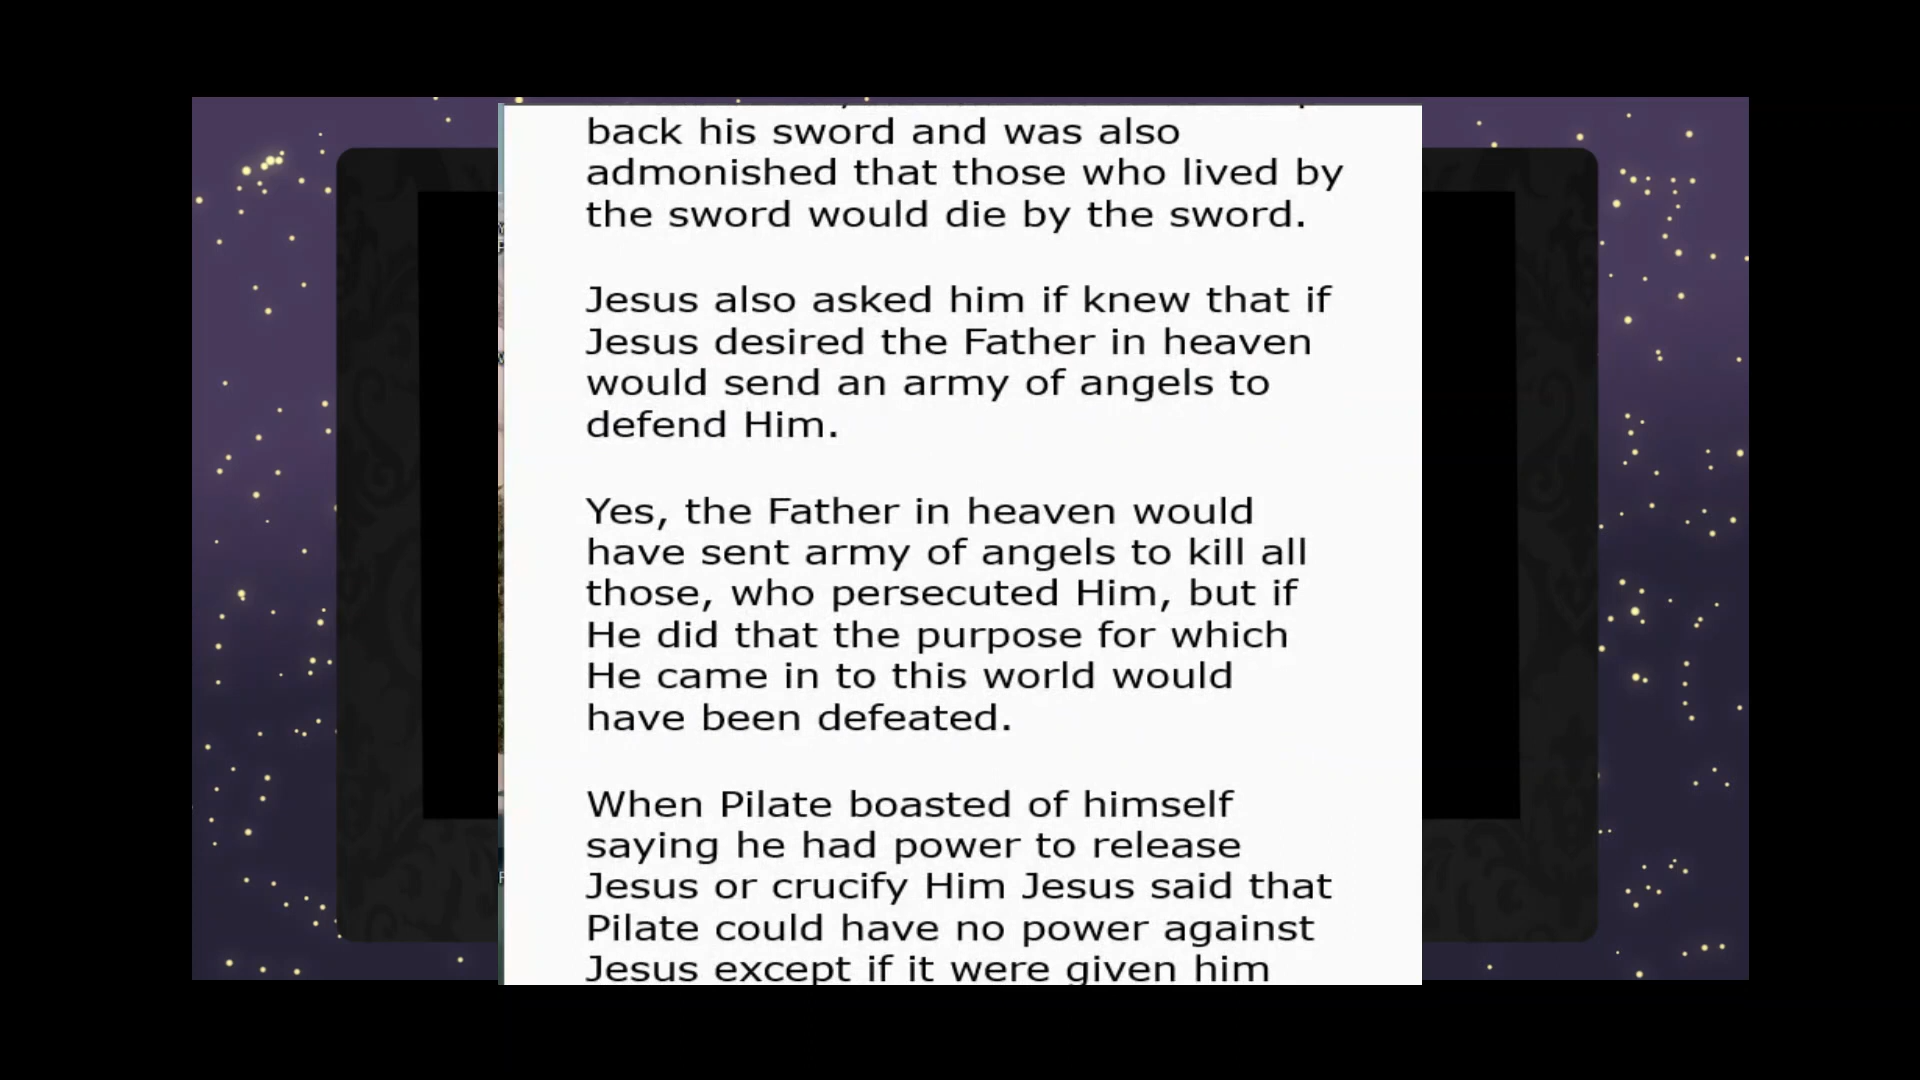 back his sword and was also
admonished that those who lived by
the sword would die by the sword.
Jesus also asked him if knew that if
Jesus desired the Father in heaven
would send an army of angels to
defend Him.
Yes, the Father in heaven would
have sent army of angels to kill all
those, who persecuted Him, but if
He did that the purpose for which
He came in to this world would
have been defeated.
When Pilate boasted of himself
saying he had power to release
Jesus or crucify Him Jesus said that
Pilate could have no power against
Jesus except if it were given him